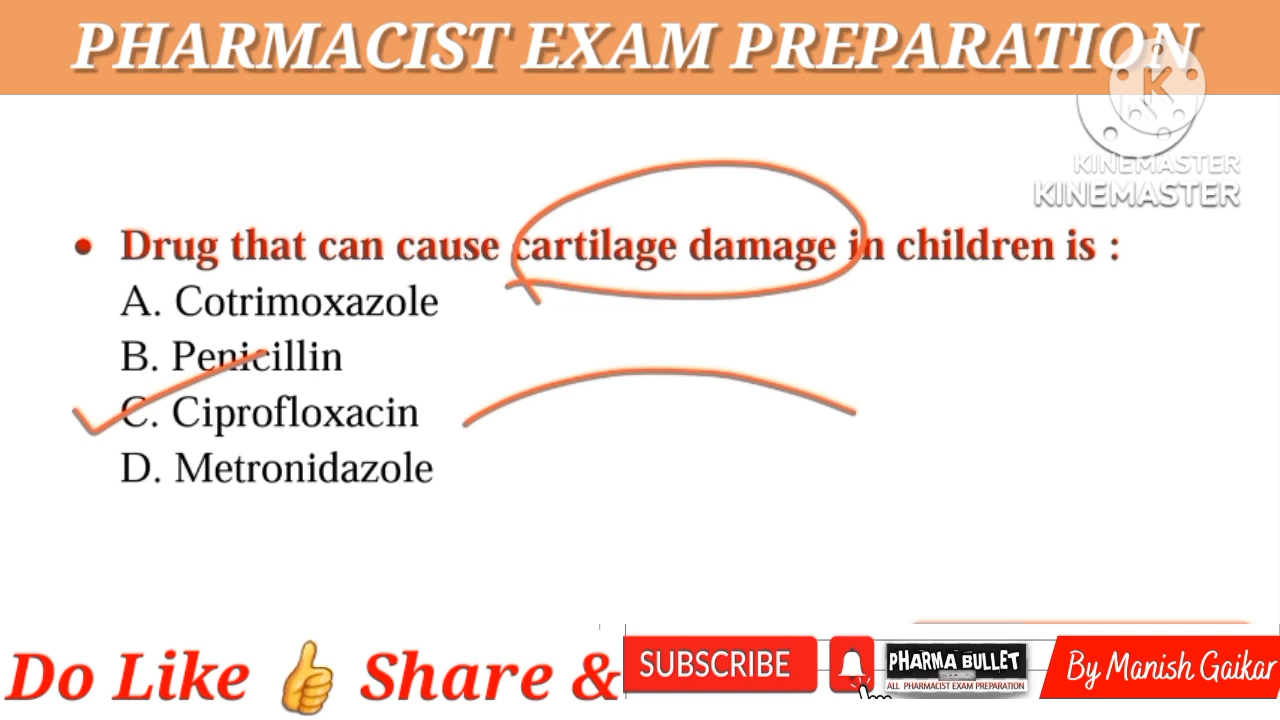 PHARMACIST EXAM PREPARATION
KINEMASTER
KINEMASTER
• Drug that can cause cartilage damage in children is :
A. Cotrimoxazole
B. Penicillin
C. Ciprofloxacin
D. Metronidazole
Do Like 👍 Share &
SUBSCRIBE
PHARMA BULLET
ALL PHARMACIST EXAM PREPARATION
By Manish Gaikar